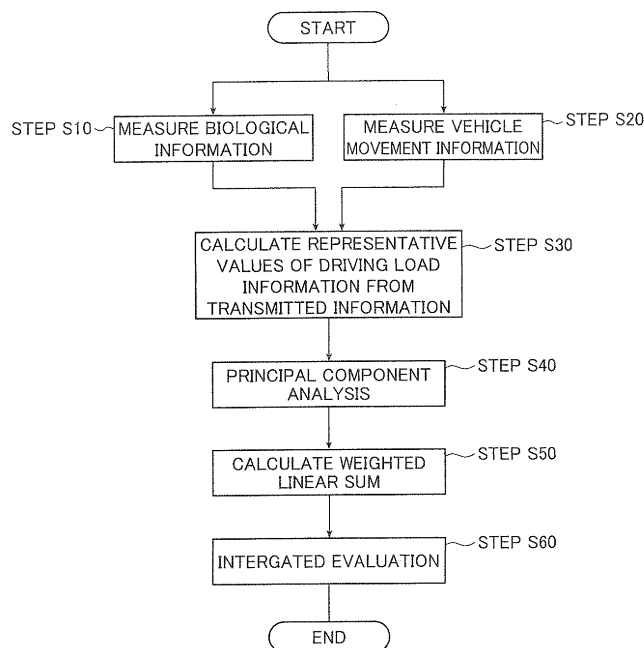 START
STEP S10
MEASURE BIOLOGICAL
INFORMATION
MEASURE VEHICLE
MOVEMENT INFORMATION
STEP S20
CALCULATE REPRESENTATIVE
VALUES OF DRIVING LOAD
INFORMATION FROM
TRANSMITTED INFORMATION
STEP S30
PRINCIPAL COMPONENT
ANALYSIS
STEP S40
CALCULATE WEIGHTED
LINEAR SUM
STEP S50
INTERGATED EVALUATION
STEP S60
END